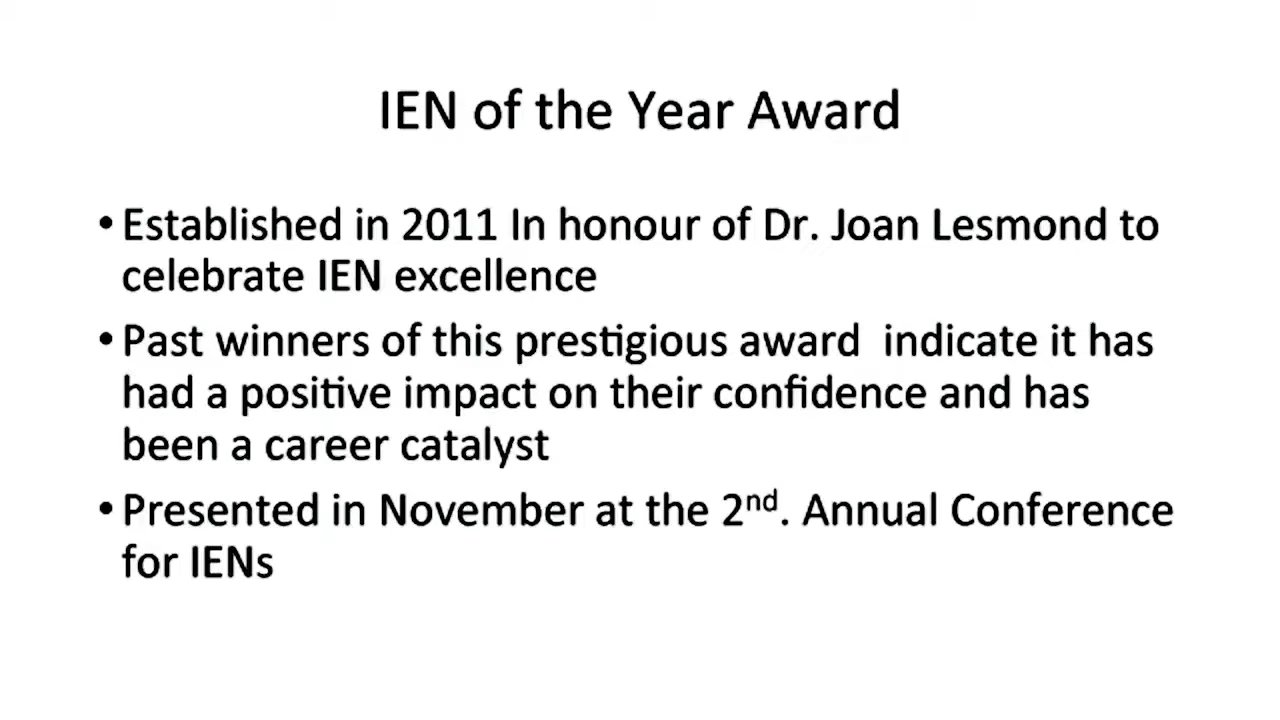 IEN of the Year Award
• Established in 2011 In honour of Dr. Joan Lesmond to
celebrate IEN excellence
• Past winners of this prestigious award  indicate it has
had a positive impact on their confidence and has
been a career catalyst
• Presented in November at the 2nd. Annual Conference
for IENs